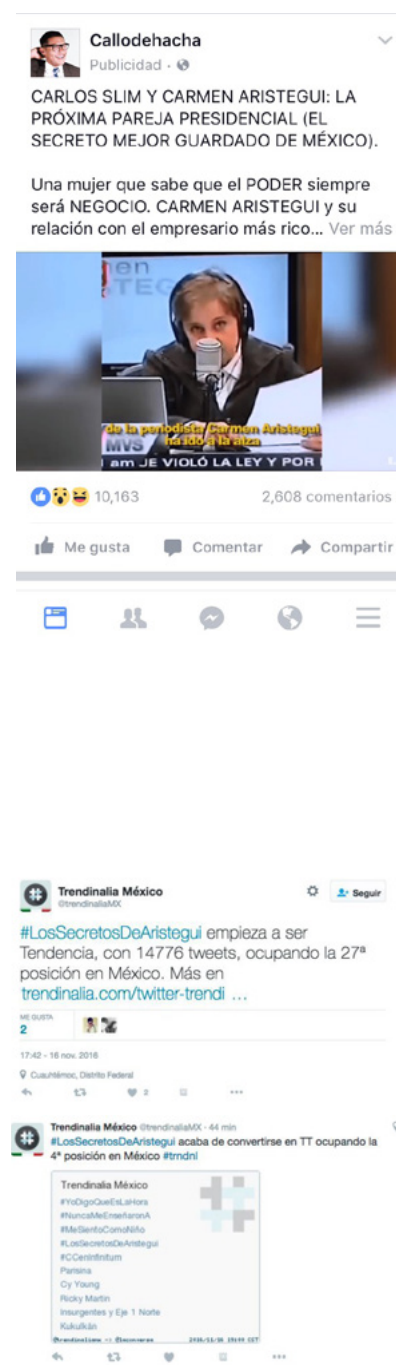 Callodehacha
Publicidad ·
CARLOS SLIM Y CARMEN ARISTEGUI: LA
PRÓXIMA PAREJA PRESIDENCIAL (EL
SECRETO MEJOR GUARDADO DE MÉXICO).
Una mujer que sabe que el PODER siempre
será NEGOCIO. CARMEN ARISTEGUI y su
relación con el empresario más rico... Ver más
en
TEG
de la periodista Carmen Aristegui
ha ido a la alza
MVS
am JE VIOLÓ LA LEY Y POR
10,163 2,608 comentarios
Me gusta Comentar Compartir
Trendinalia México
@trendinaliaMX
Seguir
#LosSecretosDeAristegui empieza a ser
Tendencia, con 14776 tweets, ocupando la 27ª
posición en México. Más en
trendinalia.com/twitter-trendi ...
ME GUSTA
2
17:42 - 16 nov. 2016
Cuauhtémoc, Distrito Federal
2
Trendinalia México @trendinaliaMX · 44 min
#LosSecretosDeAristegui acaba de convertirse en TT ocupando la
4ª posición en México #trndnl
Trendinalia México
#YoDigoQueEsLaHora
#NuncaMeEnseñaronA
#MeSientoComoNiño
#LosSecretosDeAristegui
#CCenInfinitum
Parisina
Cy Young
Ricky Martin
Insurgentes y Eje 1 Norte
Kukulkán
2016/11/16